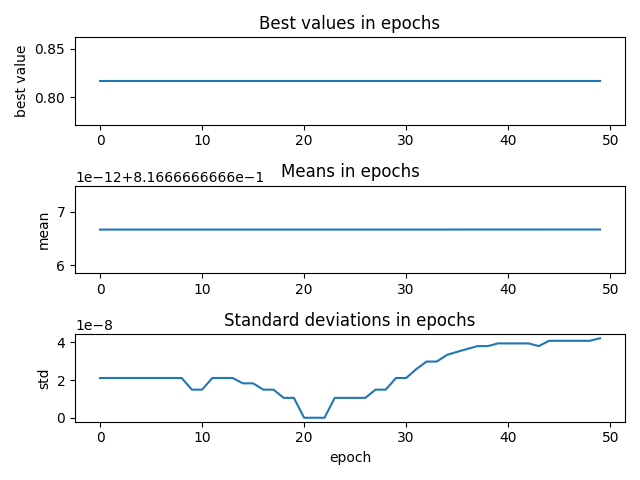 Best values in epochs
0.85
0.80
best value
0 10 20 30 40 50
1e−12+8.1666666666e−1
Means in epochs
7
6
mean
0 10 20 30 40 50
1e−8
Standard deviations in epochs
4
2
0
std
0 10 20 30 40 50
epoch